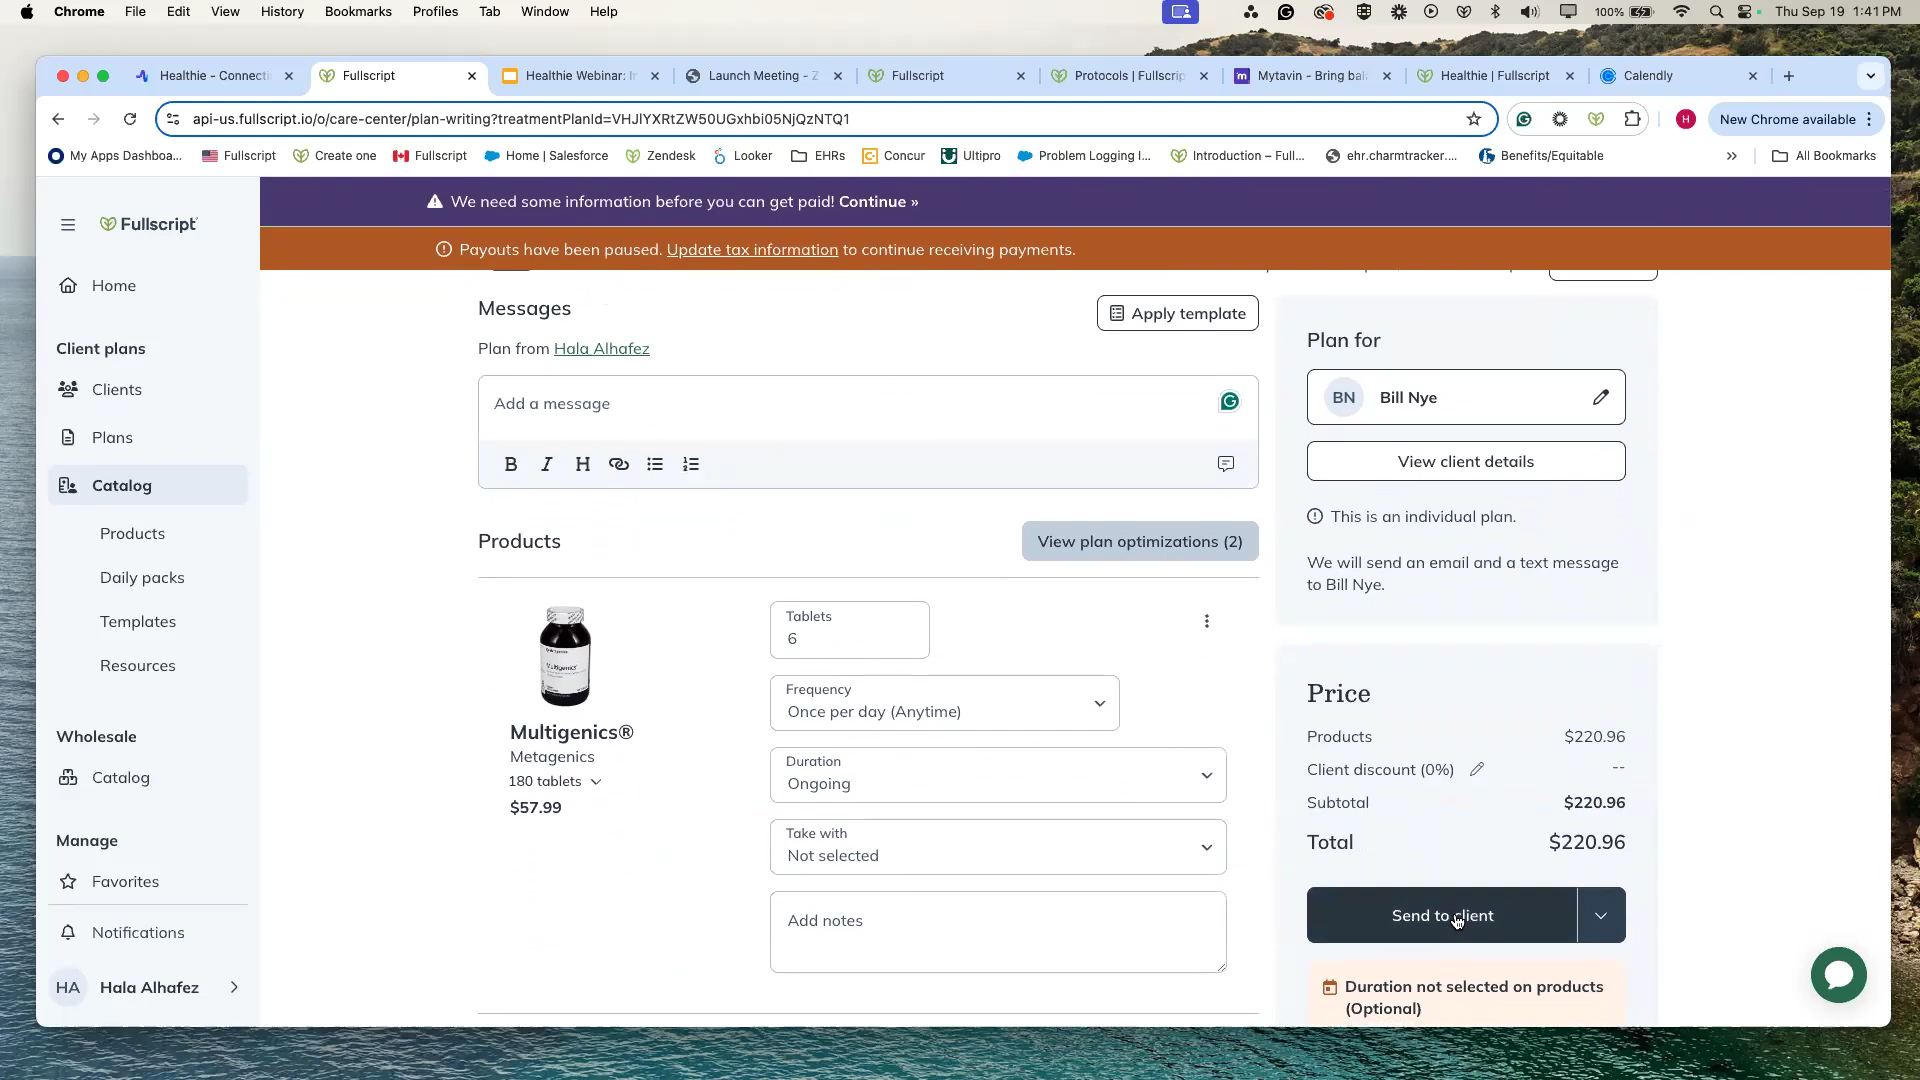 Chrome File Edit View History Bookmarks Profiles Tab Window Help
100% Thu Sep 19 1:41 PM
Healthie - Connecti
Fullscript
Healthie Webinar: I
Launch Meeting - Z
Fullscript
Protocols | Fullscrip
Mytavin - Bring bal
Healthie | Fullscript
Calendly
api-us.fullscript.io/o/care-center/plan-writing?treatmentPlanId=VHJlYXRtZW50UGxhbi05NjQzNTQ1
H
New Chrome available
My Apps Dashboa...
Fullscript
Create one
Fullscript
Home | Salesforce
Zendesk
Looker
EHRs
Concur
Ultipro
Problem Logging I...
Introduction – Full...
ehr.charmtracker....
Benefits/Equitable
»
All Bookmarks
Fullscript
We need some information before you can get paid! Continue »
Payouts have been paused. Update tax information to continue receiving payments.
Home
Client plans
Clients
Plans
Catalog
Products
Daily packs
Templates
Resources
Wholesale
Catalog
Manage
Favorites
Notifications
HA Hala Alhafez
Messages
Apply template
Plan from Hala Alhafez
Add a message
B I H
Products
View plan optimizations (2)
Multigenics®
Metagenics
180 tablets
$57.99
Tablets
6
Frequency
Once per day (Anytime)
Duration
Ongoing
Take with
Not selected
Add notes
Plan for
BN Bill Nye
View client details
This is an individual plan.
We will send an email and a text message
to Bill Nye.
Price
Products $220.96
Client discount (0%) --
Subtotal $220.96
Total $220.96
Send to client
Duration not selected on products
(Optional)